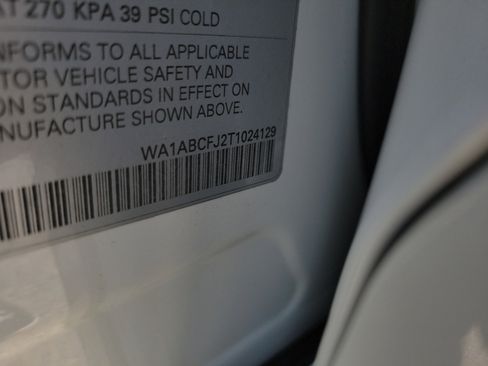 AT 270 KPA 39 PSI COLD
NFORMS TO ALL APPLICABLE
TOR VEHICLE SAFETY AND
ON STANDARDS IN EFFECT ON
ANUFACTURE SHOWN ABOVE.
WA1ABCFJ2T1024129